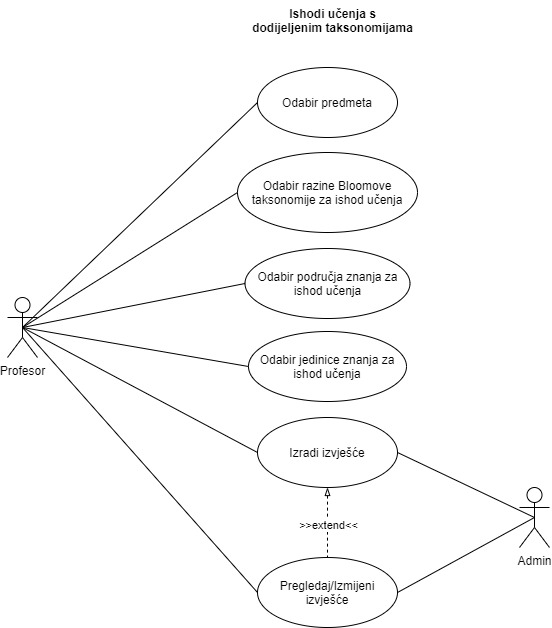 Ishodi učenja s
dodijeljenim taksonomijama
Odabir predmeta
Odabir razine Bloomove
taksonomije za ishod učenja
Odabir područja znanja za
ishod učenja
Profesor
Odabir jedinice znanja za
ishod učenja
Izradi izvješće
>>extend<<
Admin
Pregledaj/Izmijeni
izvješće